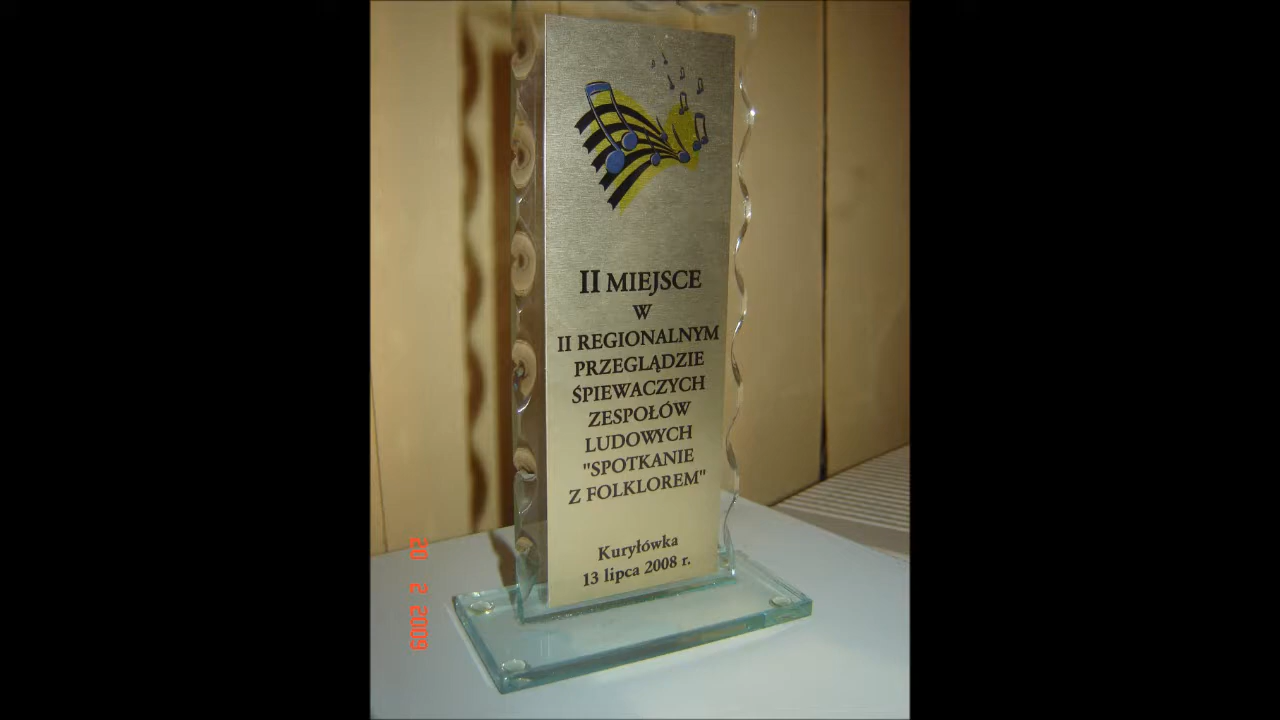 II MIEJSCE
W
II REGIONALNYM
PRZEGLĄDZIE
ŚPIEWACZYCH
ZESPOŁÓW
LUDOWYCH
"SPOTKANIE
Z FOLKLOREM"
Kuryłówka
13 lipca 2008 r.
20 2 2009